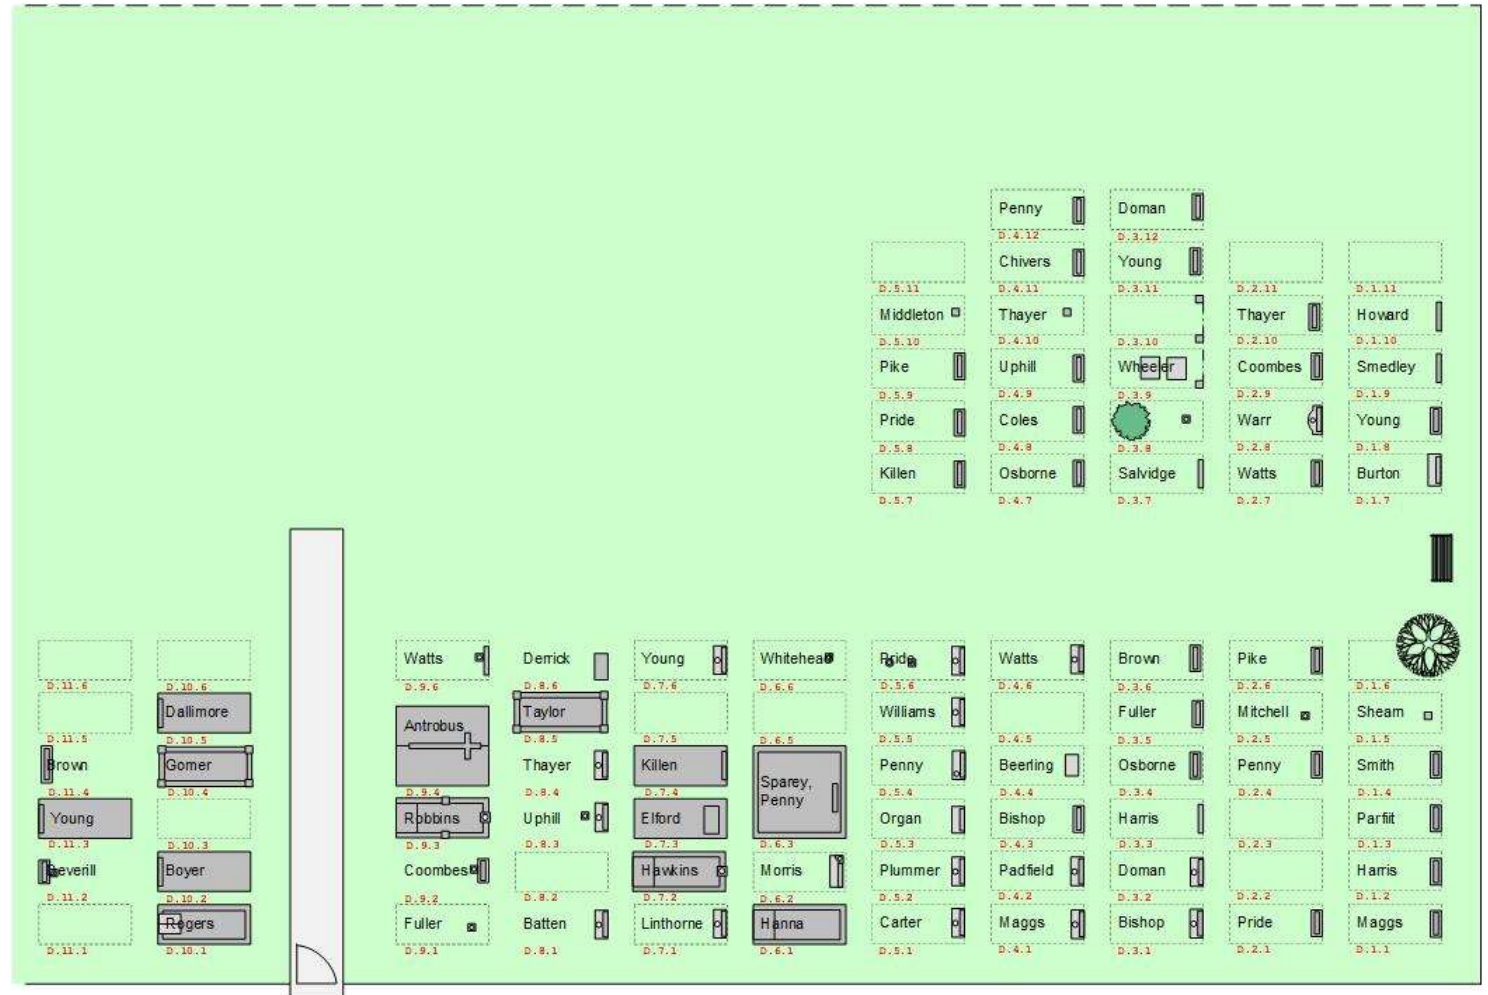 Penny Doman
D.4.12 D.3.12
Chivers Young
D.5.11 D.4.11 D.3.11 D.2.11 D.1.11
Middleton Thayer Thayer Howard
D.5.10 D.4.10 D.3.10 D.2.10 D.1.10
Pike Uphill Wheeler Coombes Smedley
D.5.9 D.4.9 D.3.9 D.2.9 D.1.9
Pride Coles Warr Young
D.5.8 D.4.8 D.3.8 D.2.8 D.1.8
Killen Osborne Salvidge Watts Burton
D.5.7 D.4.7 D.3.7 D.2.7 D.1.7
Watts Derrick Young Whitehead Pride Watts Brown Pike
D.11.6 D.10.6 D.9.6 D.8.6 D.7.6 D.6.6 D.5.6 D.4.6 D.3.6 D.2.6 D.1.6
Dallimore Antrobus Taylor Williams Fuller Mitchell Shearn
D.11.5 D.10.5 D.8.5 D.7.5 D.6.5 D.5.5 D.4.5 D.3.5 D.2.5 D.1.5
Brown Gomer Thayer Killen Sparey, Penny Penny Beerling Osborne Penny Smith
D.11.4 D.10.4 D.9.4 D.8.4 D.7.4 D.5.4 D.4.4 D.3.4 D.2.4 D.1.4
Young Robbins Uphill Elford Organ Bishop Harris Parfitt
D.11.3 D.10.3 D.9.3 D.8.3 D.7.3 D.6.3 D.5.3 D.4.3 D.3.3 D.2.3 D.1.3
Beverill Boyer Coombes Hawkins Morris Plummer Padfield Doman Harris
D.11.2 D.10.2 D.9.2 D.8.2 D.7.2 D.6.2 D.5.2 D.4.2 D.3.2 D.2.2 D.1.2
Rogers Fuller Batten Linthorne Hanna Carter Maggs Bishop Pride Maggs
D.11.1 D.10.1 D.9.1 D.8.1 D.7.1 D.6.1 D.5.1 D.4.1 D.3.1 D.2.1 D.1.1